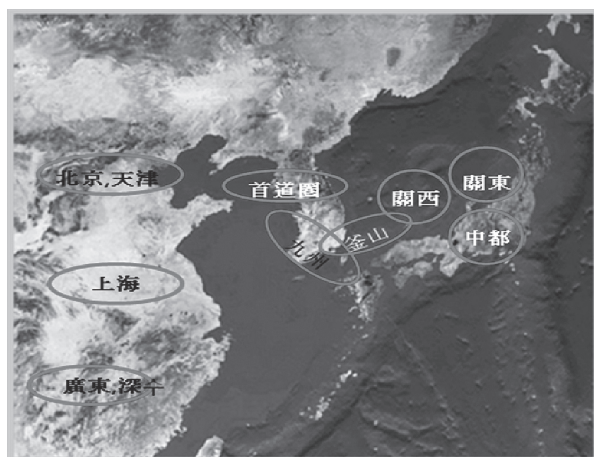 北京,天津
首道圈
關西
關東
中都
釜山
九州
上海
廣東,深수